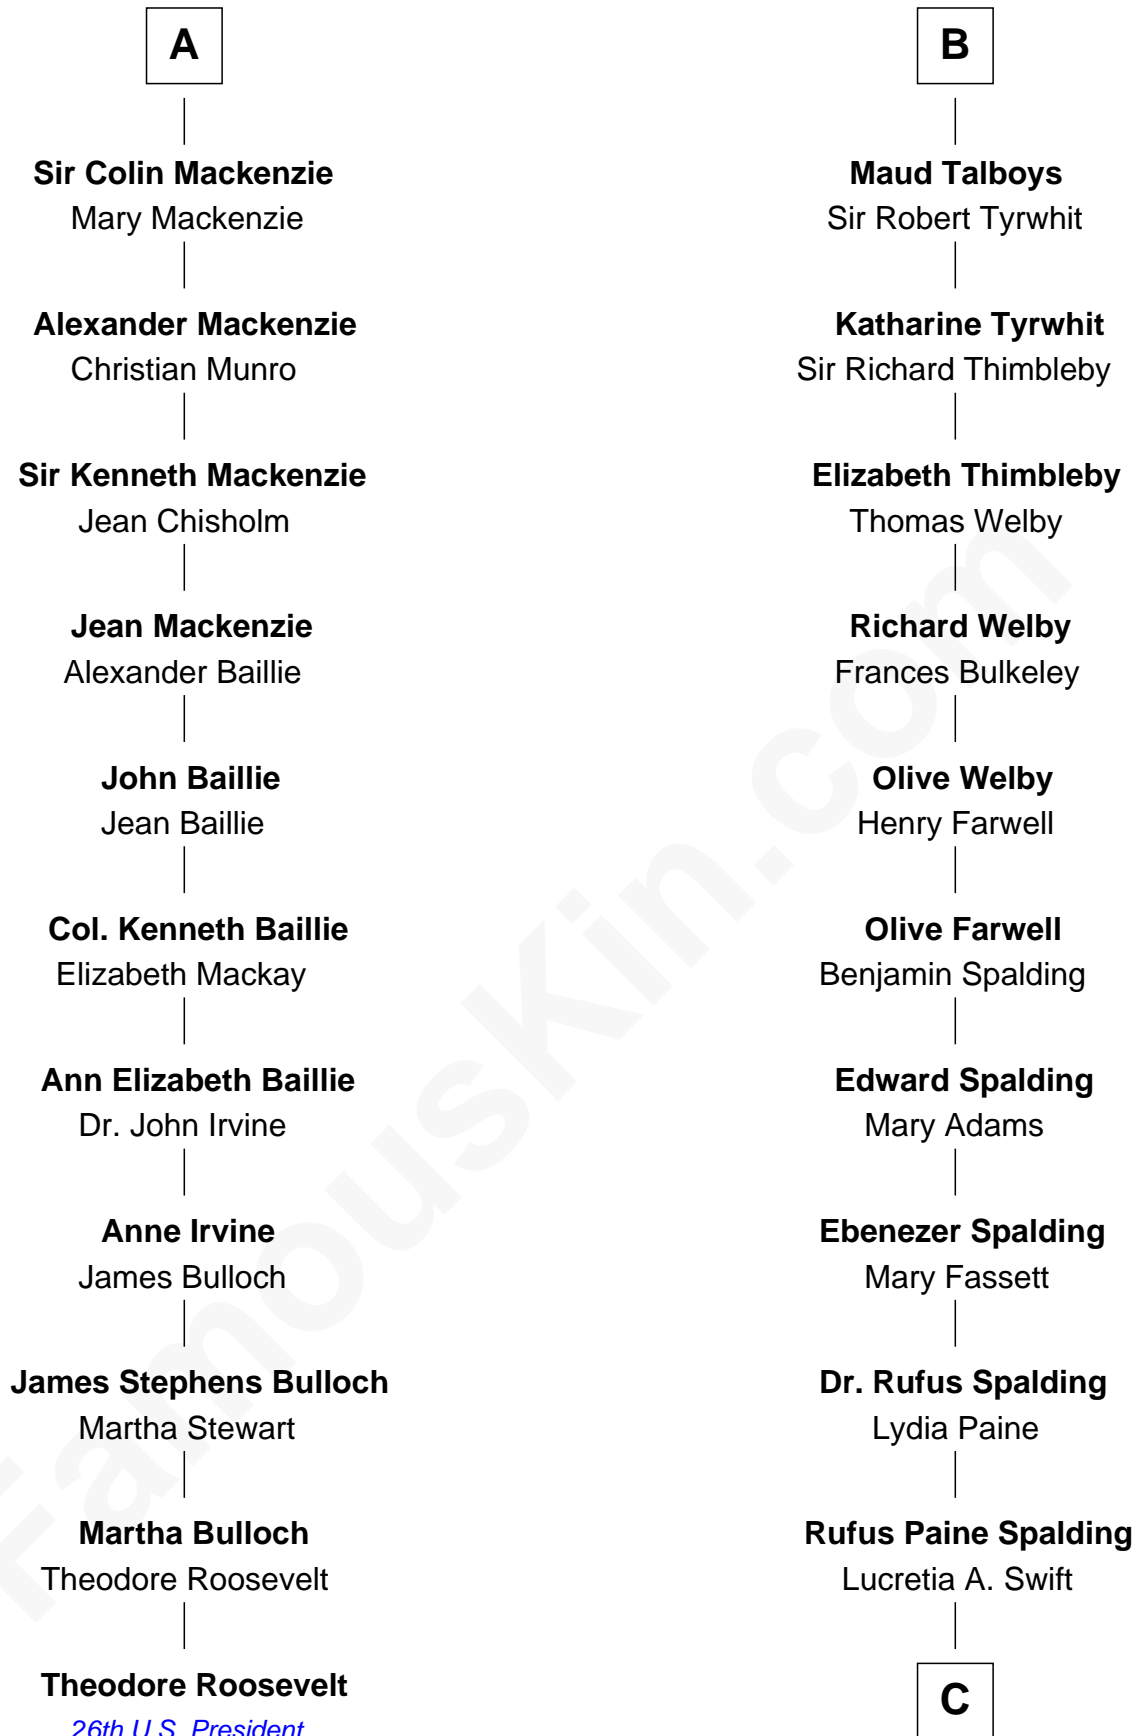 A
Sir Colin Mackenzie
Mary Mackenzie
Alexander Mackenzie
Christian Munro
Sir Kenneth Mackenzie
Jean Chisholm
Jean Mackenzie
Alexander Baillie
John Baillie
Jean Baillie
Col. Kenneth Baillie
Elizabeth Mackay
Ann Elizabeth Baillie
Dr. John Irvine
Anne Irvine
James Bulloch
James Stephens Bulloch
Martha Stewart
Martha Bulloch
Theodore Roosevelt
Theodore Roosevelt
26th U.S. President
B
Maud Talboys
Sir Robert Tyrwhit
Katharine Tyrwhit
Sir Richard Thimbleby
Elizabeth Thimbleby
Thomas Welby
Richard Welby
Frances Bulkeley
Olive Welby
Henry Farwell
Olive Farwell
Benjamin Spalding
Edward Spalding
Mary Adams
Ebenezer Spalding
Mary Fassett
Dr. Rufus Spalding
Lydia Paine
Rufus Paine Spalding
Lucretia A. Swift
C
FamousKin.com